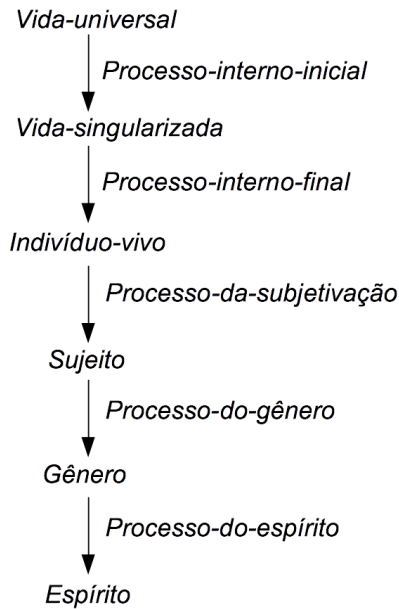 Vida-universal
Processo-interno-inicial
Vida-singularizada
Processo-interno-final
Indivíduo-vivo
Processo-da-subjetivação
Sujeito
Processo-do-gênero
Gênero
Processo-do-espírito
Espírito